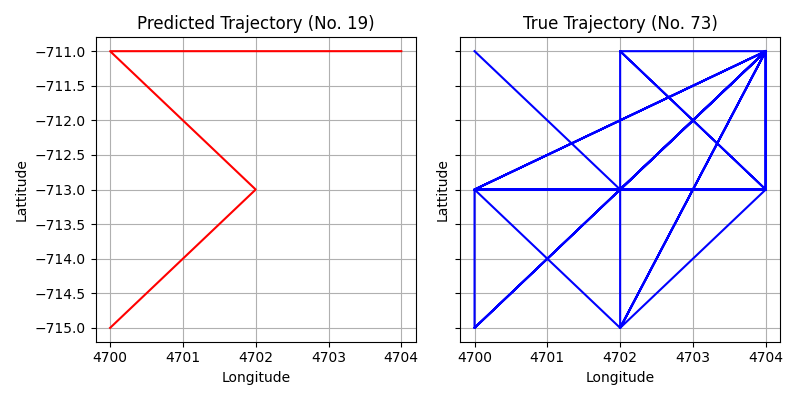 Predicted Trajectory (No. 19)
−711.0
−711.5
−712.0
−712.5
−713.0
−713.5
−714.0
−714.5
−715.0
Lattitude
4700 4701 4702 4703 4704
Longitude
True Trajectory (No. 73)
Lattitude
4700 4701 4702 4703 4704
Longitude